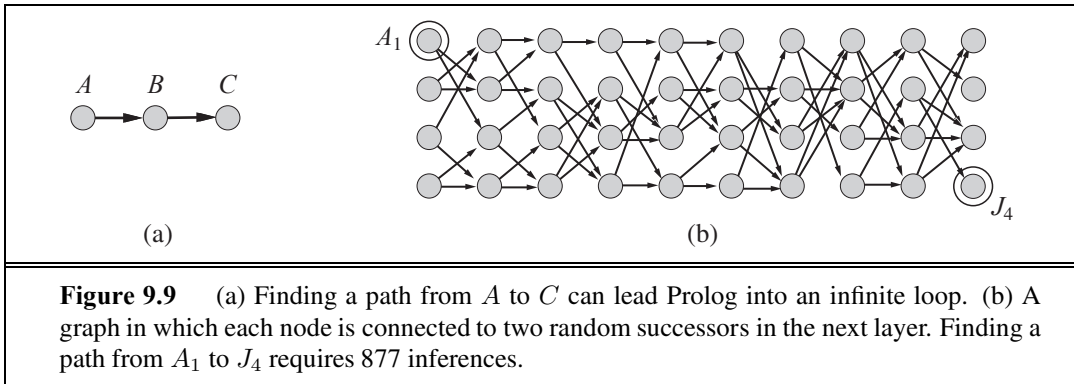 A B C
A1
J4
(a) (b)
Figure 9.9 (a) Finding a path from A to C can lead Prolog into an infinite loop. (b) A
graph in which each node is connected to two random successors in the next layer. Finding a
path from A1 to J4 requires 877 inferences.